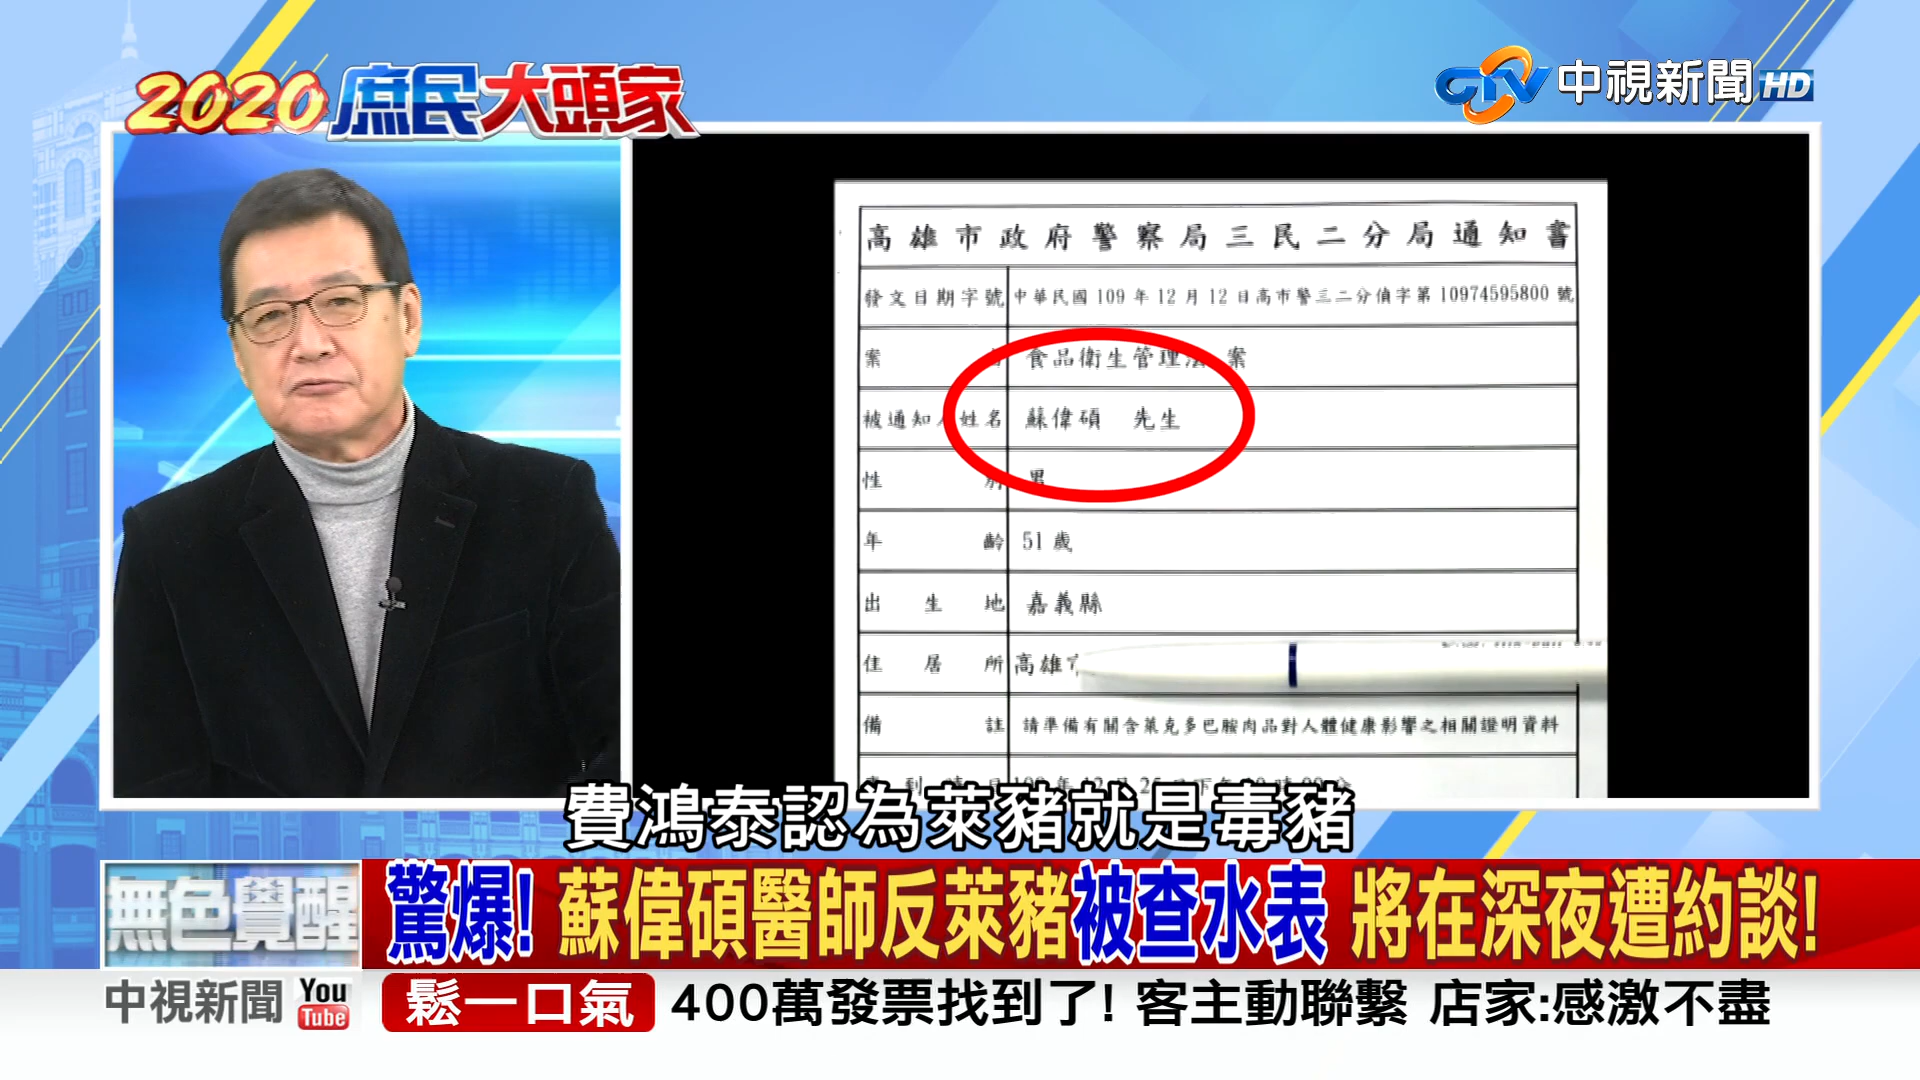 2020庶民大頭家
CTV 中視新聞HD
高雄市政府警察局三民二分局通知書
發文日期字號 中華民國109年12月12日高市警三二分偵字第10974595800號
案 食品衛生管理法 案
被通知人姓名 蘇偉碩 先生
性別 男
年齡 51歲
出生地 嘉義縣
住居所 高雄市
備註 請準備有關含萊克多巴胺肉品對人體健康影響之相關證明資料
費鴻泰認為萊豬就是毒豬
無色覺醒
驚爆! 蘇偉碩醫師反萊豬被查水表 將在深夜遭約談!
中視新聞 YouTube
鬆一口氣 400萬發票找到了! 客主動聯繫 店家:感激不盡